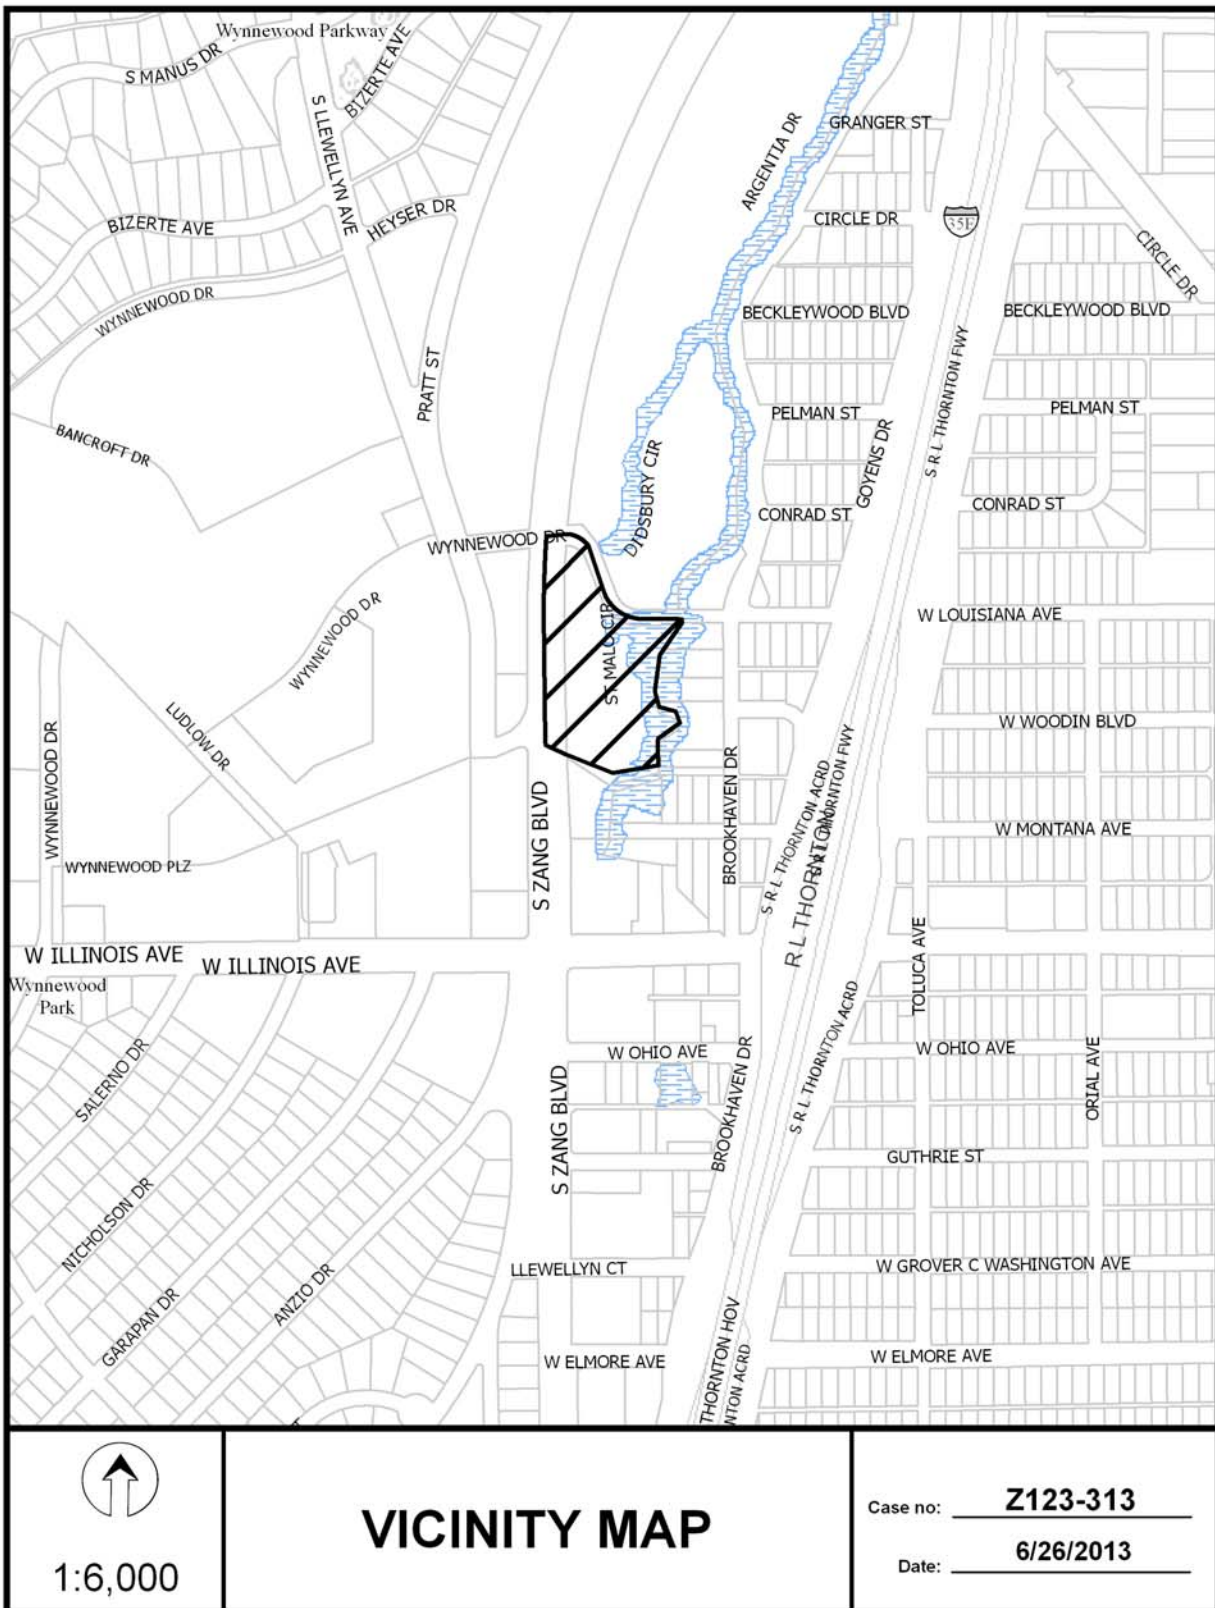 Wynnewood Parkway
S MANUS DR
BIZERTE AVE
S LLEWELLYN AVE
ARGENTIA DR
GRANGER ST
BIZERTE AVE
HEYSER DR
CIRCLE DR
35E
CIRCLE DR
WYNNEWOOD DR
BECKLEYWOOD BLVD
BECKLEYWOOD BLVD
PRATT ST
S R L THORNTON FWY
PELMAN ST
PELMAN ST
BANCROFT DR
GOYENS DR
DIDSBURY CIR
CONRAD ST
CONRAD ST
WYNNEWOOD DR
WYNNEWOOD DR
ST MALO CIR
W LOUISIANA AVE
LUDLOW DR
W WOODIN BLVD
WYNNEWOOD DR
S ZANG BLVD
BROOKHAVEN DR
S R L THORNTON ACRD
S R L THORNTON FWY
R L THORNTON
W MONTANA AVE
WYNNEWOOD PLZ
W ILLINOIS AVE
W ILLINOIS AVE
TOLUCA AVE
Wynnewood
Park
SALERNO DR
W OHIO AVE
BROOKHAVEN DR
S R L THORNTON ACRD
W OHIO AVE
ORIAL AVE
S ZANG BLVD
GUTHRIE ST
NICHOLSON DR
LLEWELLYN CT
W GROVER C WASHINGTON AVE
GARAPAN DR
ANZIO DR
THORNTON HOV
NTON ACRD
W ELMORE AVE
W ELMORE AVE
1:6,000
VICINITY MAP
Case no: Z123-313
Date: 6/26/2013